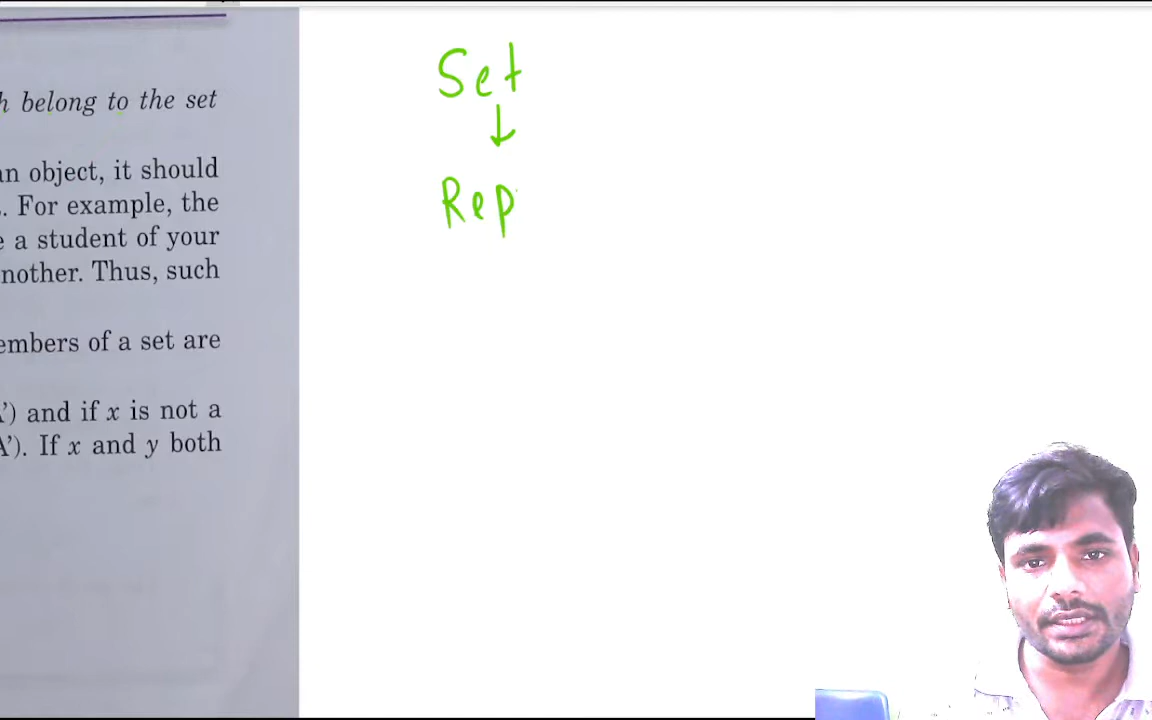 h belong to the set
an object, it should
. For example, the
e a student of your
nother. Thus, such
embers of a set are
’) and if x is not a
A’). If x and y both
Set
↓
Rep